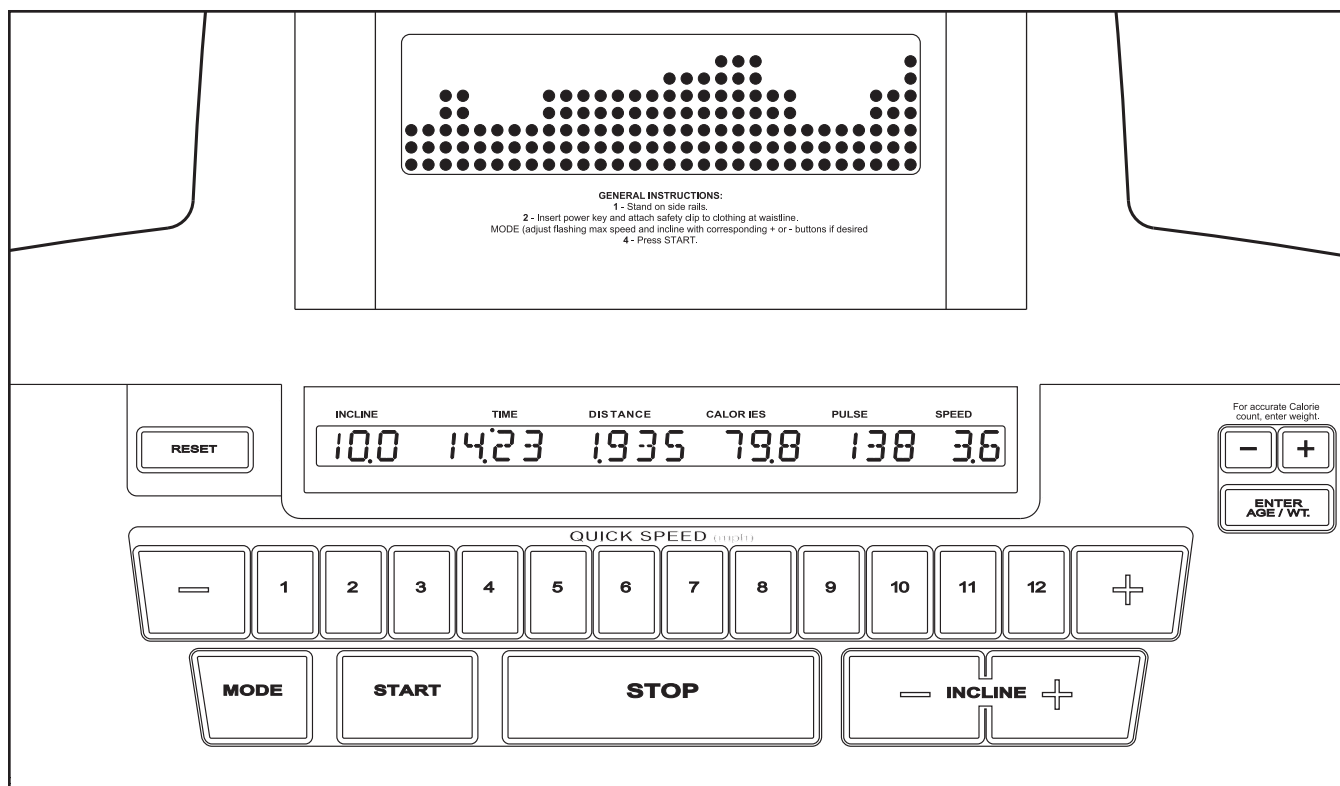 GENERAL INSTRUCTIONS:
1 - Stand on side rails.
2 - Insert power key and attach safety clip to clothing at waistline.
MODE (adjust flashing max speed and incline with corresponding + or - buttons if desired
4 - Press START.
INCLINE TIME DISTANCE CALORIES PULSE SPEED
10.0 14:23 1.935 79.8 138 3.6
RESET
For accurate Calorie
count, enter weight.
- +
ENTER
AGE / WT.
QUICK SPEED (mph)
- 1 2 3 4 5 6 7 8 9 10 11 12 +
MODE START STOP - INCLINE +